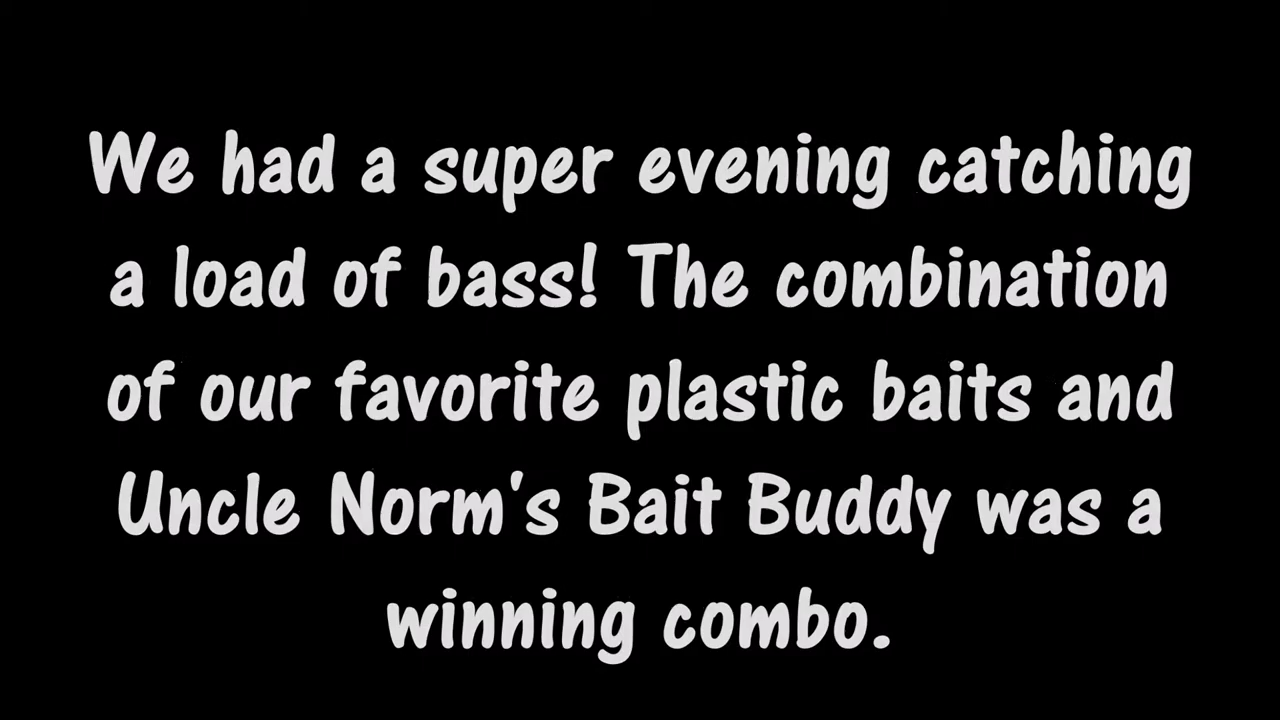 We had a super evening catching
a load of bass! The combination
of our favorite plastic baits and
Uncle Norm's Bait Buddy was a
winning combo.